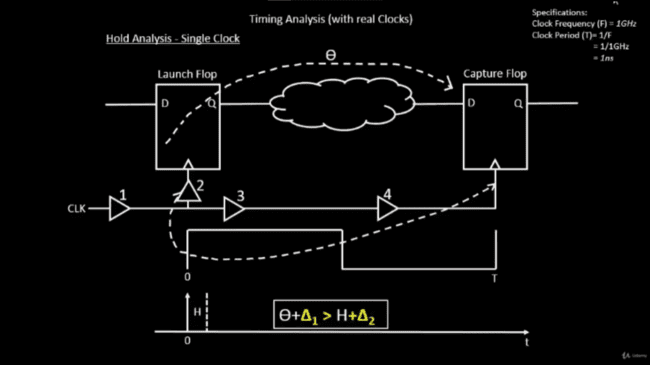 Timing Analysis (with real Clocks)
Specifications:
Clock Frequency (F) = 1GHz
Clock Period (T)= 1/F
= 1/1GHz
= 1ns
Hold Analysis - Single Clock
Ө
Launch Flop
Capture Flop
D
Q
D
Q
CLK
1
2
3
4
0
T
H
Ө+Δ1 > H+Δ2
0
t
Udemy